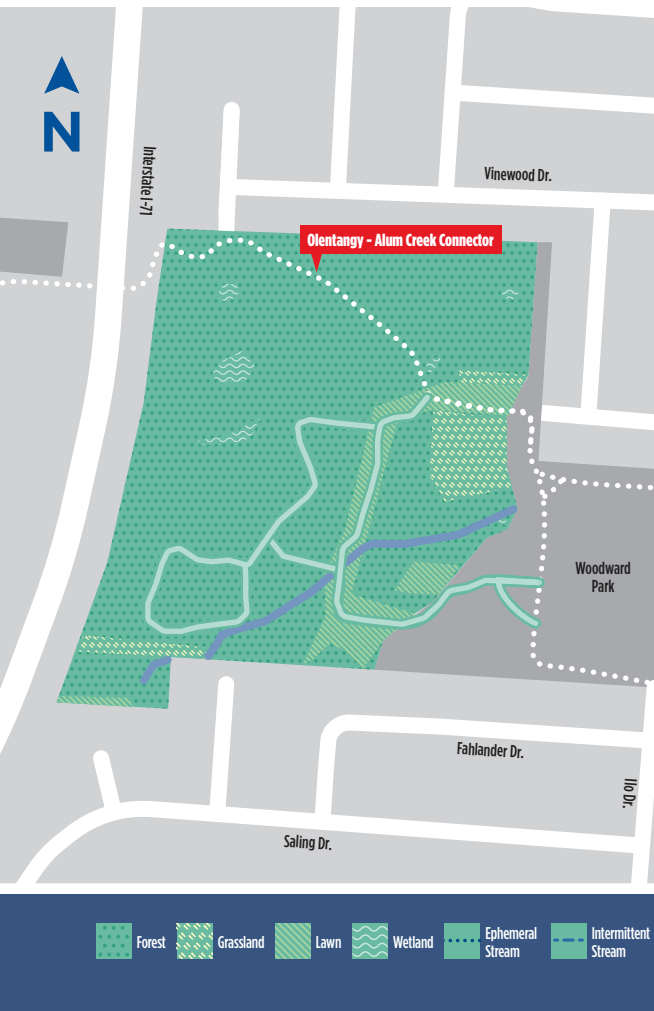 N
Interstate I-71
Vinewood Dr.
Olentangy - Alum Creek Connector
Woodward
Park
Fahlander Dr.
Ilo Dr.
Saling Dr.
Forest
Grassland
Lawn
Wetland
Ephemeral
Stream
Intermittent
Stream